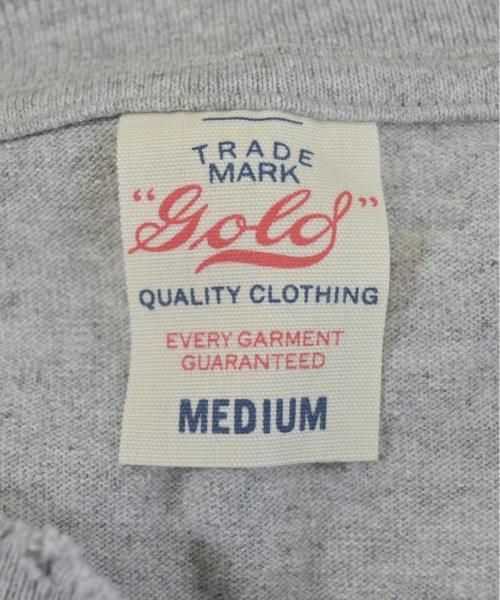 TRADE
MARK
"Gold"
QUALITY CLOTHING
EVERY GARMENT
GUARANTEED
MEDIUM